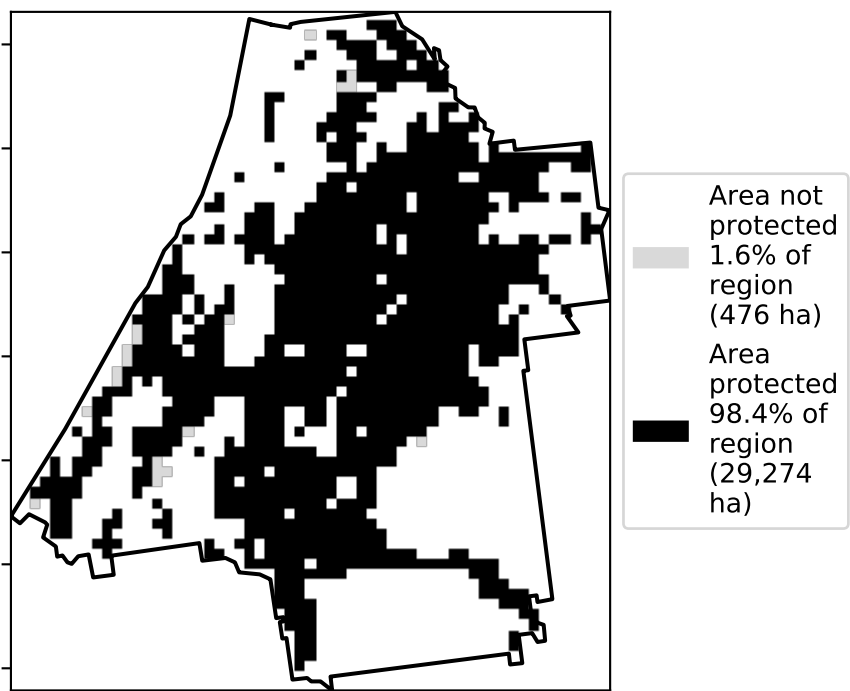 Area not
protected
1.6% of
region
(476 ha)
Area
protected
98.4% of
region
(29,274
ha)